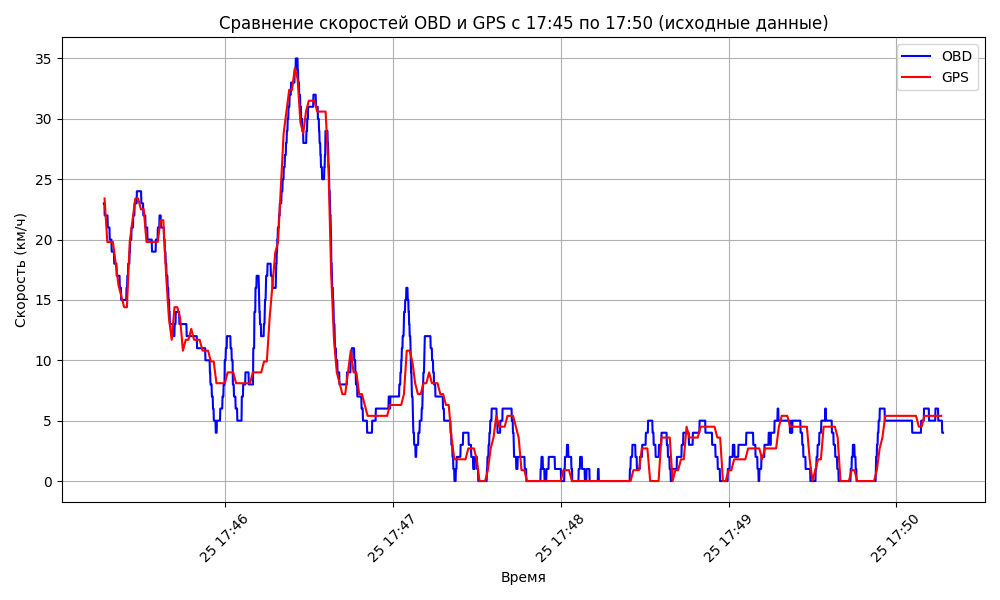 Сравнение скоростей OBD и GPS с 17:45 по 17:50 (исходные данные)
OBD
GPS
35
30
25
20
15
10
5
0
Скорость (км/ч)
25 17:46
25 17:47
25 17:48
25 17:49
25 17:50
Время